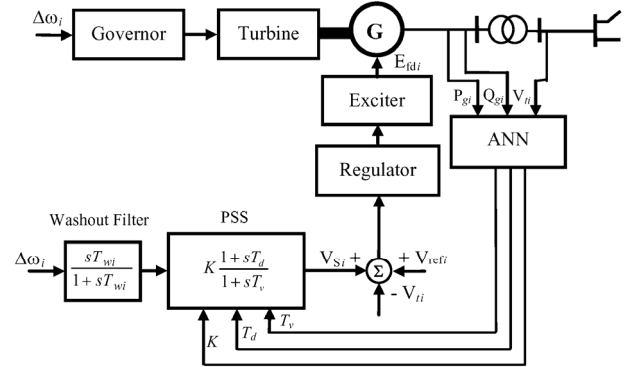 Δωi
Governor
Turbine
G
Efdi
Exciter
Pgi Qgi Vti
ANN
Regulator
Washout Filter
PSS
Δωi
sTwi
1 + sTwi
K 1 + sTd
1 + sTv
VSi +
Σ
+ Vrefi
- Vti
K
Td
Tv